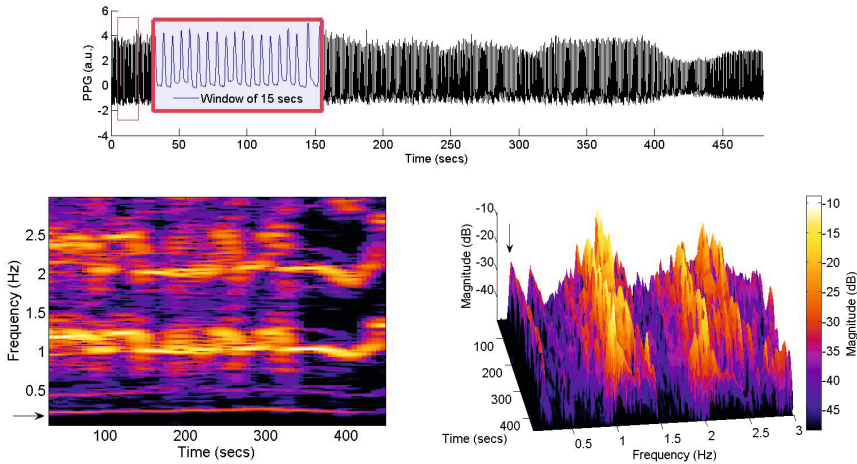 6
4
2
0
-2
-4
PPG (a.u.)
Window of 15 secs
0 50 100 150 200 250 300 350 400 450
Time (secs)
2.5
2
1.5
1
0.5
Frequency (Hz)
100 200 300 400
Time (secs)
-10
-20
-30
-40
Magnitude (dB)
100
200
300
400
Time (secs)
0.5 1 1.5 2 2.5 3
Frequency (Hz)
-10
-15
-20
-25
-30
-35
-40
-45
Magnitude (dB)